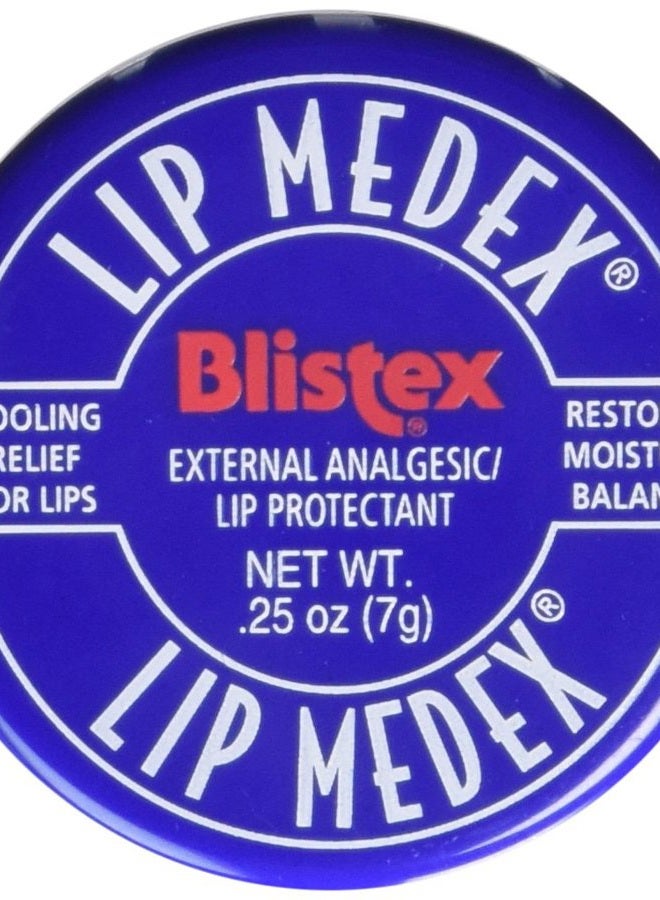 LIP MEDEX®
Blistex®
EXTERNAL ANALGESIC/
LIP PROTECTANT
NET WT.
.25 oz (7g)
OOLING
RELIEF
OR LIPS
RESTO
MOISTU
BALAN
LIP MEDEX®